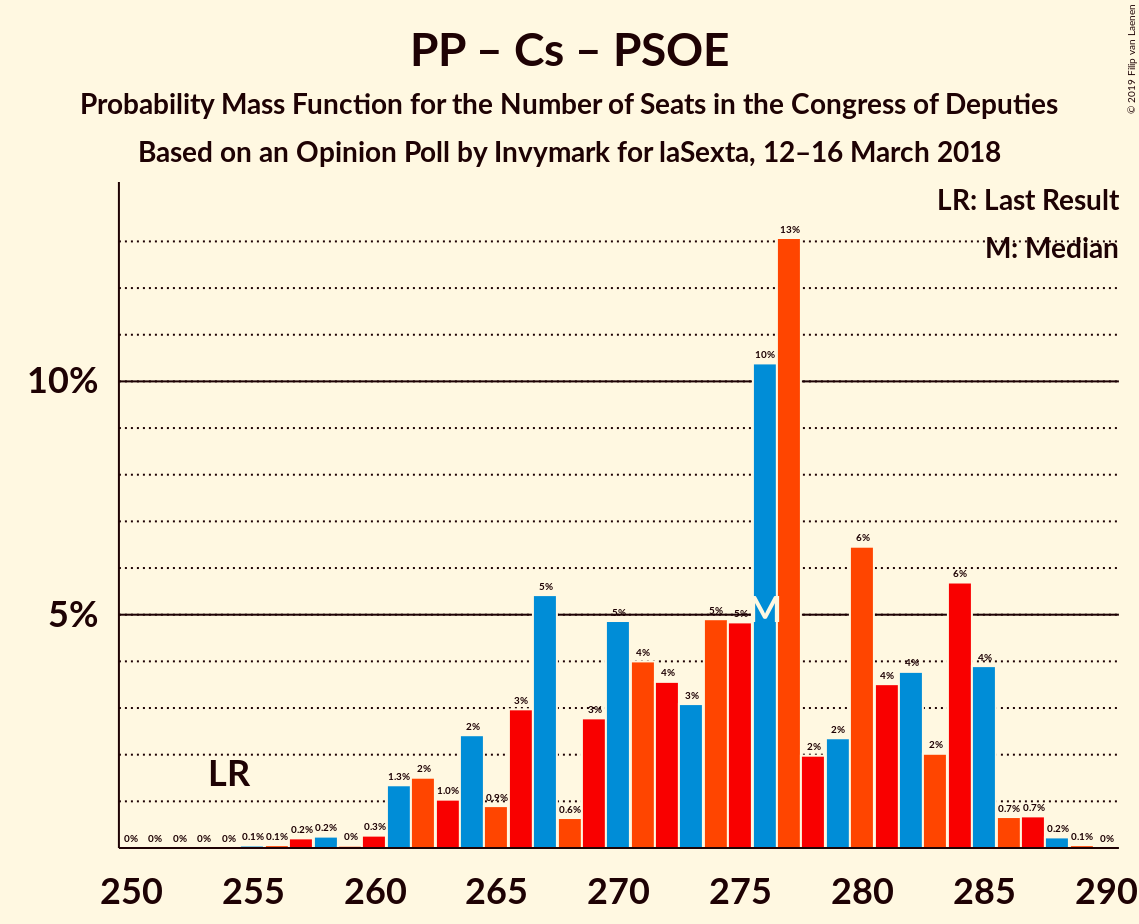 PP – Cs – PSOE
Probability Mass Function for the Number of Seats in the Congress of Deputies
Based on an Opinion Poll by Invymark for laSexta, 12–16 March 2018
© 2019 Filip van Laenen
LR: Last Result
M: Median
10%
5%
LR
M
0% 0% 0% 0% 0% 0.1% 0.1% 0.2% 0.2% 0% 0.3% 1.3% 2% 1.0% 2% 0.9% 3% 5% 0.6% 3% 5% 4% 4% 3% 5% 5% 10% 13% 2% 2% 6% 4% 4% 2% 6% 4% 0.7% 0.7% 0.2% 0.1% 0%
250 255 260 265 270 275 280 285 290